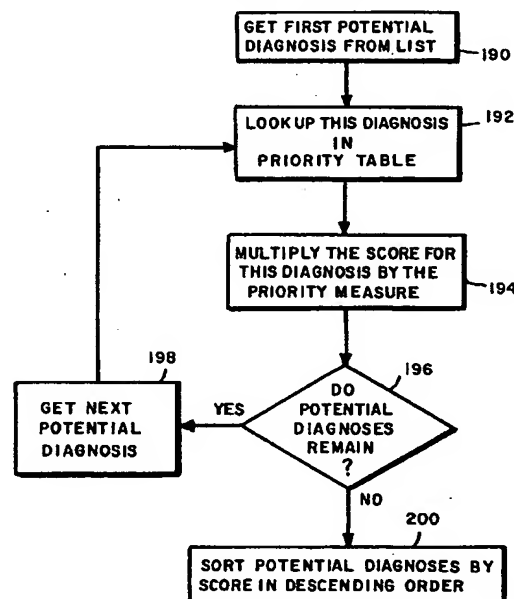 GET FIRST POTENTIAL
DIAGNOSIS FROM LIST
190
LOOK UP THIS DIAGNOSIS
IN
PRIORITY TABLE
192
MULTIPLY THE SCORE FOR
THIS DIAGNOSIS BY THE
PRIORITY MEASURE
194
DO
POTENTIAL
DIAGNOSES
REMAIN
?
196
YES
198
GET NEXT
POTENTIAL
DIAGNOSIS
NO
200
SORT POTENTIAL DIAGNOSES BY
SCORE IN DESCENDING ORDER